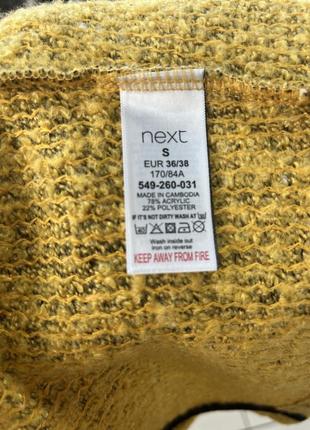 next
S
EUR 36/38
170/84A
549-260-031
MADE IN CAMBODIA
78% ACRYLIC
22% POLYESTER
IF IT'S NOT DIRTY WASH AT
Wash inside out
iron on reverse
KEEP AWAY FROM FIRE